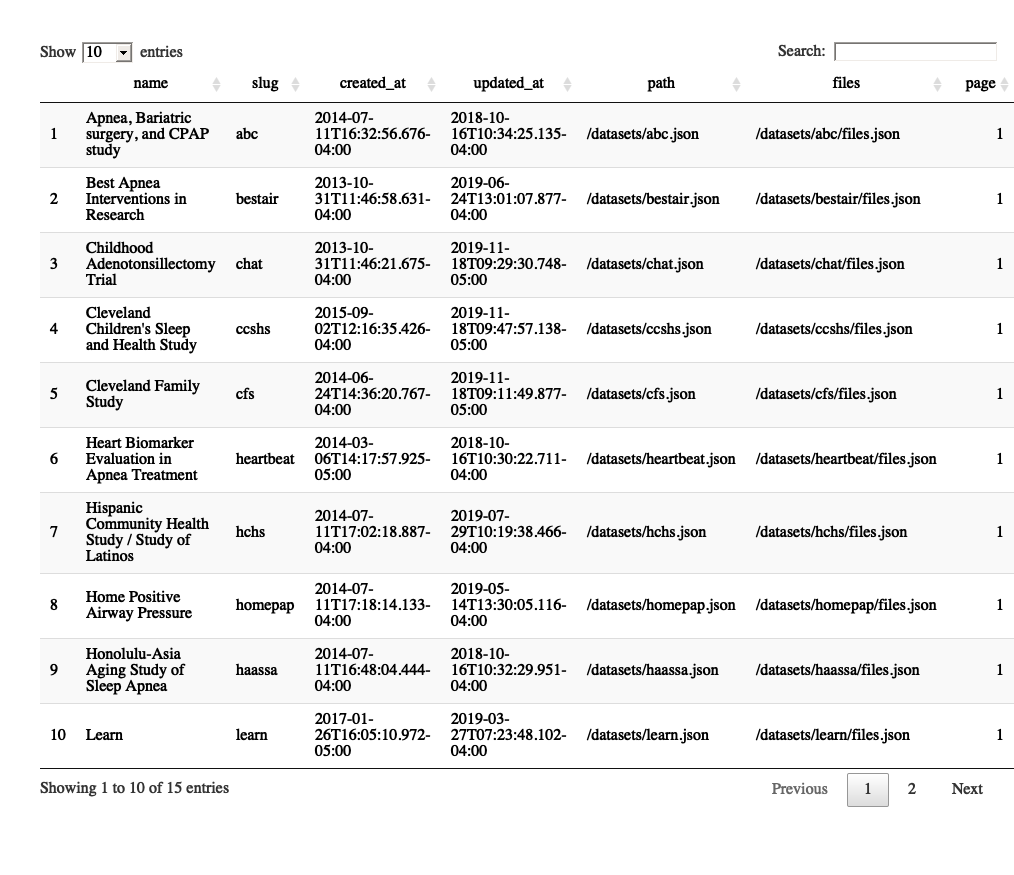 Show 10 entries Search:
name slug created_at updated_at path files page
Apnea, Bariatric
surgery, and CPAP
study
1 abc 2014-07-
11T16:32:56.676-
04:00
2018-10-
16T10:34:25.135-
04:00
/datasets/abc.json /datasets/abc/files.json 1
2 Best Apnea
Interventions in
Research
bestair
2013-10-
31T11:46:58.631-
04:00
2019-06-
24T13:01:07.877-
04:00
/datasets/bestair.json /datasets/bestair/files.json 1
3 Childhood
Adenotonsillectomy
Trial
chat
2013-10-
31T11:46:21.675-
04:00
2019-11-
18T09:29:30.748-
05:00
/datasets/chat.json /datasets/chat/files.json 1
4 Cleveland
Children's Sleep
and Health Study
ccshs
2015-09-
02T12:16:35.426-
04:00
2019-11-
18T09:47:57.138-
05:00
/datasets/ccshs.json /datasets/ccshs/files.json 1
5 Cleveland Family
Study
cfs
2014-06-
24T14:36:20.767-
04:00
2019-11-
18T09:11:49.877-
05:00
/datasets/cfs.json /datasets/cfs/files.json 1
6 Heart Biomarker
Evaluation in
Apnea Treatment
heartbeat
2014-03-
06T14:17:57.925-
05:00
2018-10-
16T10:30:22.711-
04:00
/datasets/heartbeat.json /datasets/heartbeat/files.json 1
7 Hispanic
Community Health
Study / Study of
Latinos
hchs
2014-07-
11T17:02:18.887-
04:00
2019-07-
29T10:19:38.466-
04:00
/datasets/hchs.json /datasets/hchs/files.json 1
8 Home Positive
Airway Pressure
homepap
2014-07-
11T17:18:14.133-
04:00
2019-05-
14T13:30:05.116-
04:00
/datasets/homepap.json /datasets/homepap/files.json 1
9 Honolulu-Asia
Aging Study of
Sleep Apnea
haassa
2014-07-
11T16:48:04.444-
04:00
2018-10-
16T10:32:29.951-
04:00
/datasets/haassa.json /datasets/haassa/files.json 1
10 Learn
learn
2017-01-
26T16:05:10.972-
05:00
2019-03-
27T07:23:48.102-
04:00
/datasets/learn.json /datasets/learn/files.json 1
Showing 1 to 10 of 15 entries Previous 1 2 Next